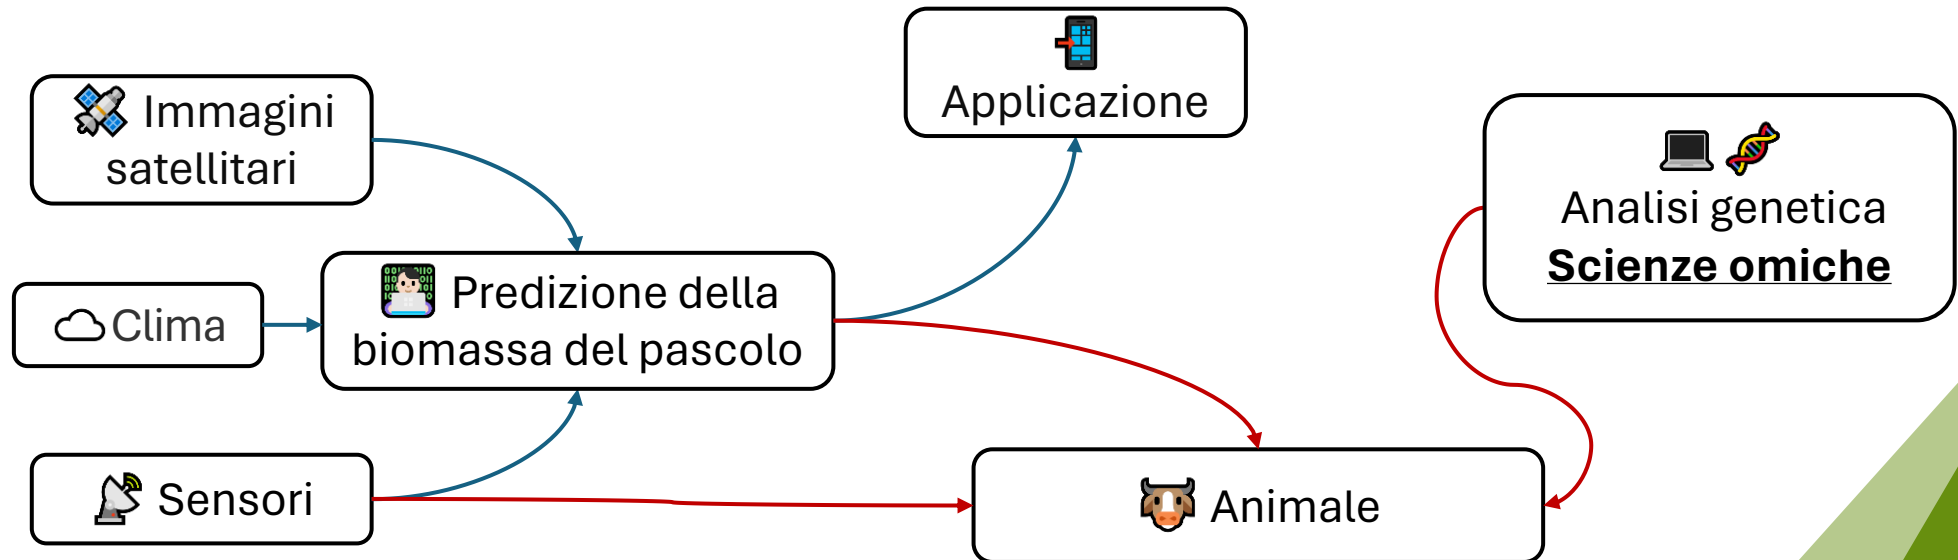 Immagini
satellitari
Clima
Sensori
Predizione della
biomassa del pascolo
Applicazione
Animale
Analisi genetica
Scienze omiche